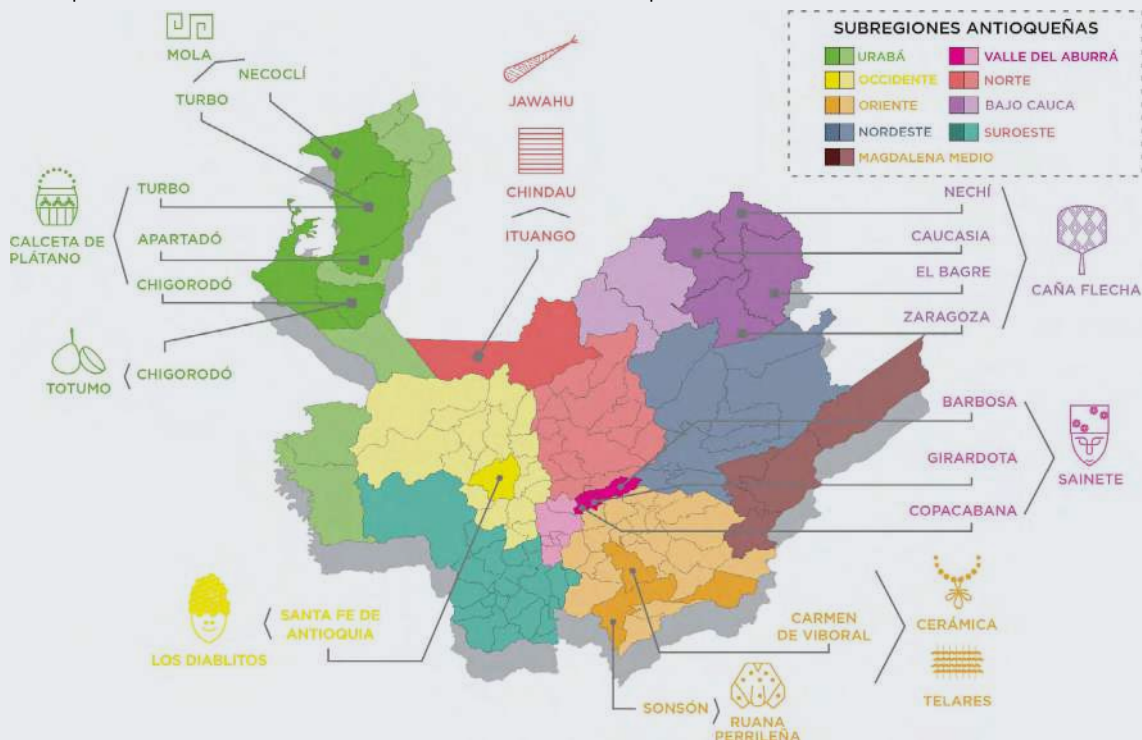 MOLA
NECOCLÍ
TURBO
CALCETA DE
PLÁTANO
TURBO
APARTADÓ
CHIGORODÓ
TOTUMO
CHIGORODÓ
JAWAHU
CHINDAU
ITUANGO
SUBREGIONES ANTIOQUEÑAS
URABÁ
VALLE DEL ABURRÁ
OCCIDENTE
NORTE
ORIENTE
BAJO CAUCA
NORDESTE
SUROESTE
MAGDALENA MEDIO
NECHÍ
CAUCASIA
EL BAGRE
ZARAGOZA
CAÑA FLECHA
BARBOSA
GIRARDOTA
COPACABANA
SAINETE
LOS DIABLITOS
SANTA FE DE
ANTIOQUIA
CARMEN
DE VIBORAL
CERÁMICA
TELARES
SONSÓN
RUANA
PERRILEÑA